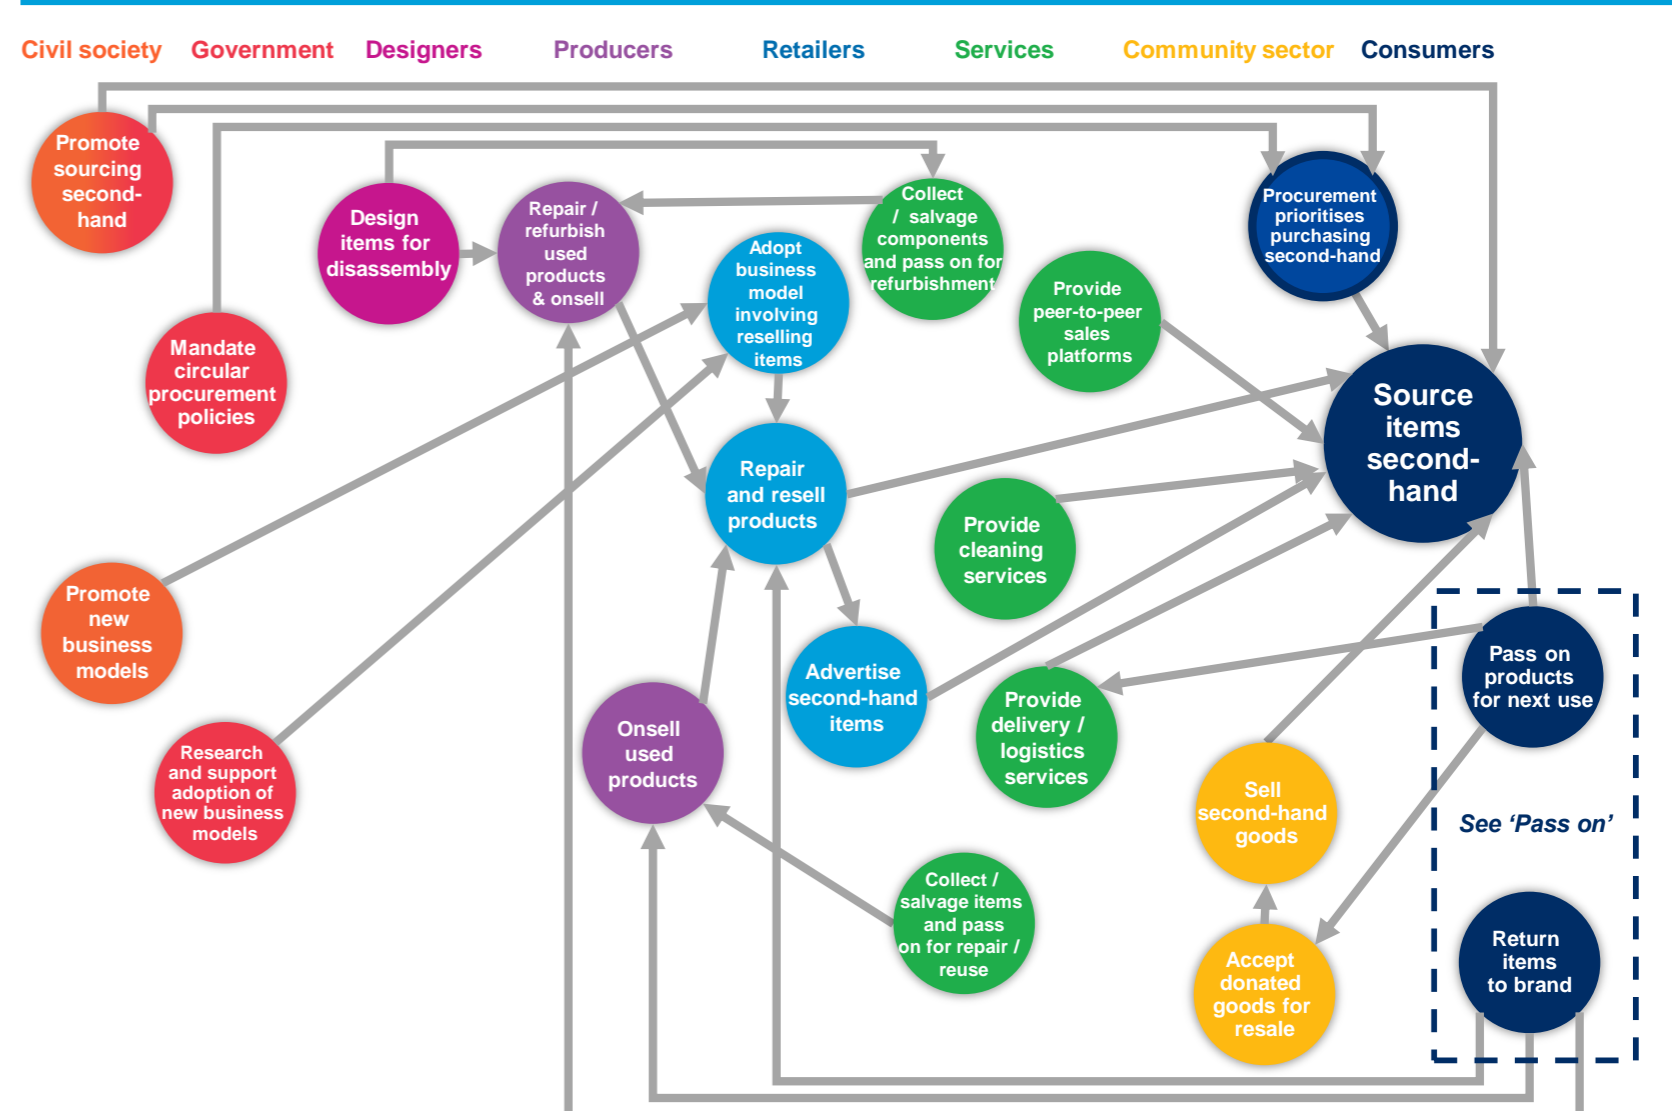 Civil society Government Designers Producers Retailers Services Community sector Consumers
Promote
sourcing
second-
hand
Design
items for
disassembly
Repair /
refurbish
used
products
& onsell
Adopt
business
model
involving
reselling
items
Collect
/ salvage
components
and pass on for
refurbishment
Provide
peer-to-peer
sales
platforms
Procurement
prioritises
purchasing
second-hand
Mandate
circular
procurement
policies
Source
items
second-
hand
Repair
and resell
products
Provide
cleaning
services
Promote
new
business
models
Advertise
second-hand
items
Provide
delivery /
logistics
services
Pass on
products
for next use
Research
and support
adoption of
new business
models
Onsell
used
products
Sell
second-hand
goods
See ‘Pass on’
Collect /
salvage items
and pass
on for repair /
reuse
Accept
donated
goods for
resale
Return
items
to brand